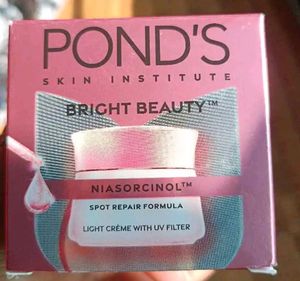 POND'S
SKIN INSTITUTE
BRIGHT BEAUTY™
NIASORCINOL™
SPOT REPAIR FORMULA
LIGHT CRÈME WITH UV FILTER